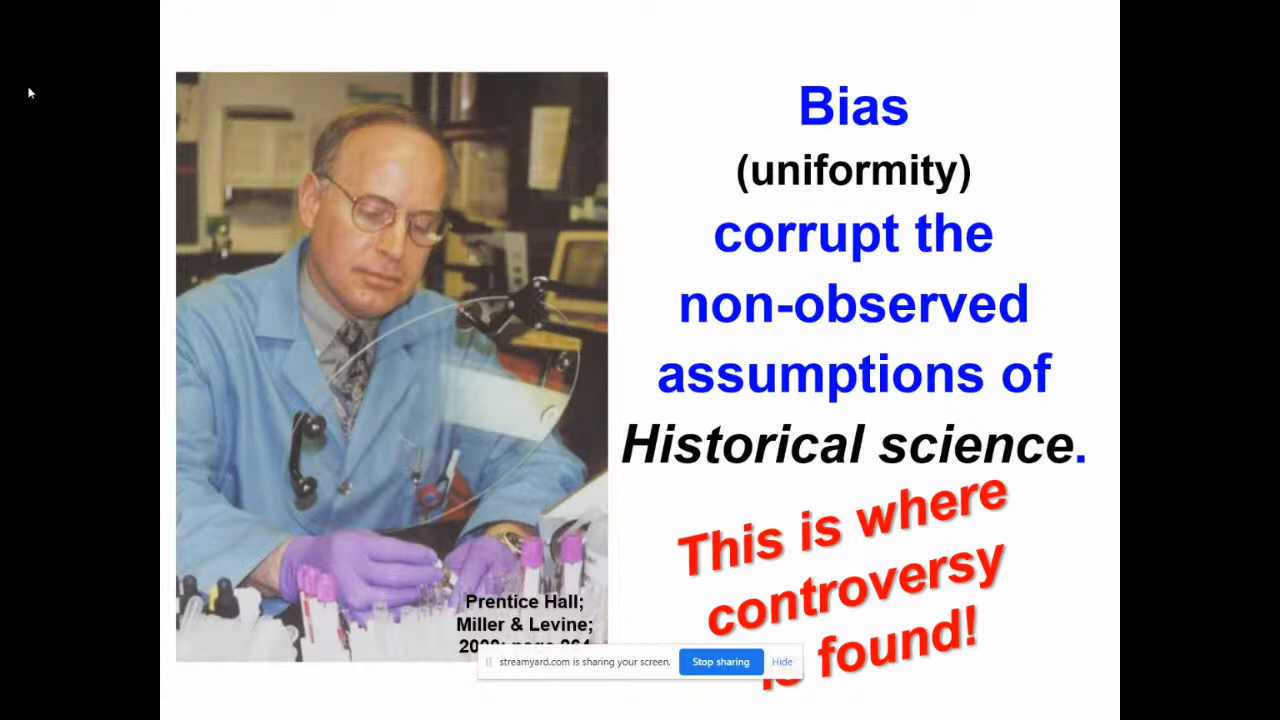 Bias
(uniformity)
corrupt the
non-observed
assumptions of
Historical science.
This is where
controversy
is found!
Prentice Hall;
Miller & Levine;
streamyard.com is sharing your screen.
Stop sharing
Hide